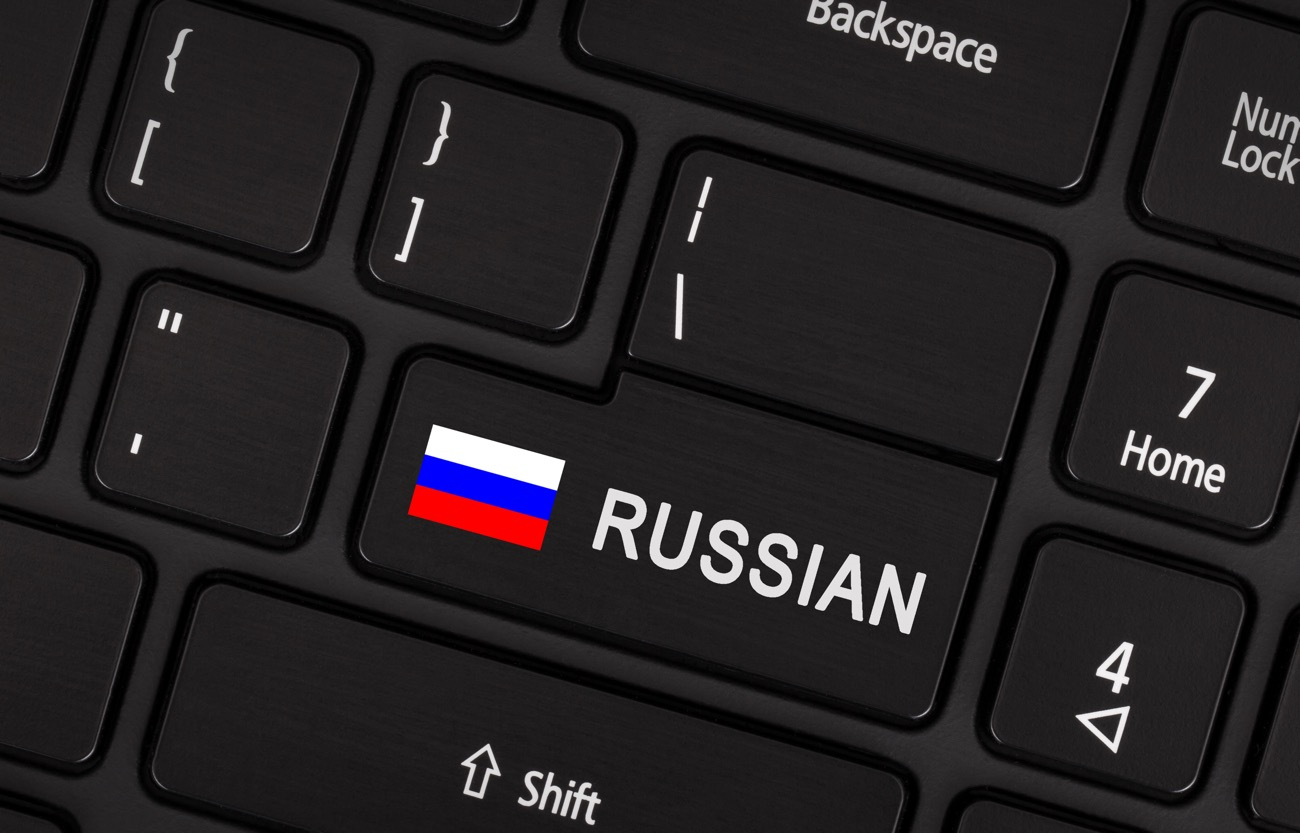 Backspace
{
[
}
]
¦
\
Num
Lock
"
'
7
Home
RUSSIAN
4
Shift